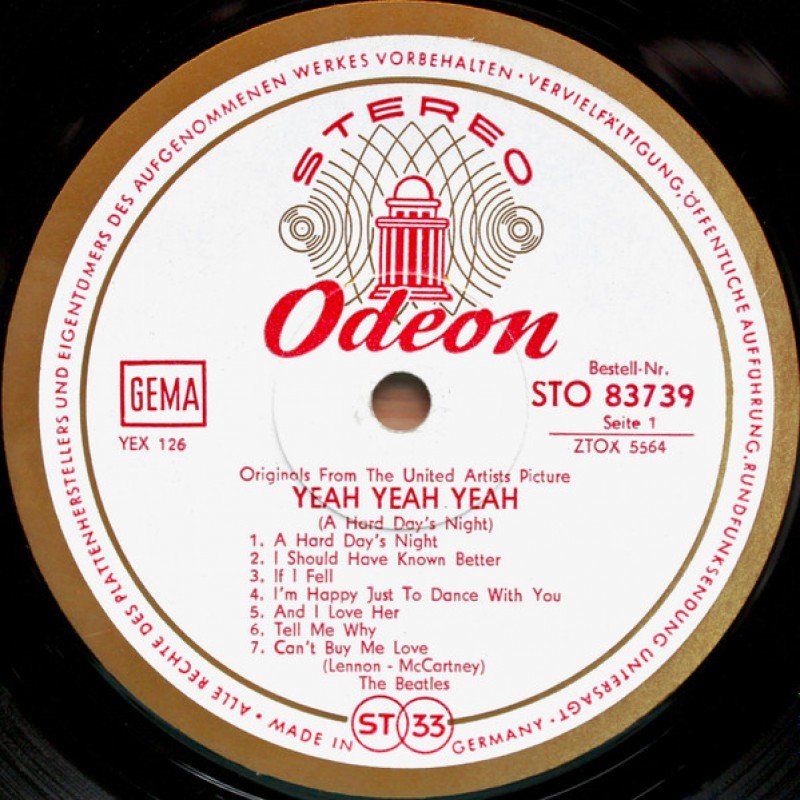 ALLE RECHTE DES PLATTENHERSTELLERS UND EIGENTÜMERS DES AUFGENOMMENEN WERKES VORBEHALTEN • VERVIELFÄLTIGUNG, ÖFFENTLICHE AUFFÜHRUNG, RUNDFUNKSENDUNG UNTERSAGT •
STEREO
Odeon
GEMA
YEX 126
Bestell-Nr.
STO 83739
Seite 1
ZTOX 5564
Originals From The United Artists Picture
YEAH YEAH YEAH
(A Hard Day's Night)
1. A Hard Day's Night
2. I Should Have Known Better
3. If I Fell
4. I'm Happy Just To Dance With You
5. And I Love Her
6. Tell Me Why
7. Can't Buy Me Love
(Lennon - McCartney)
The Beatles
• MADE IN GERMANY •
ST 33